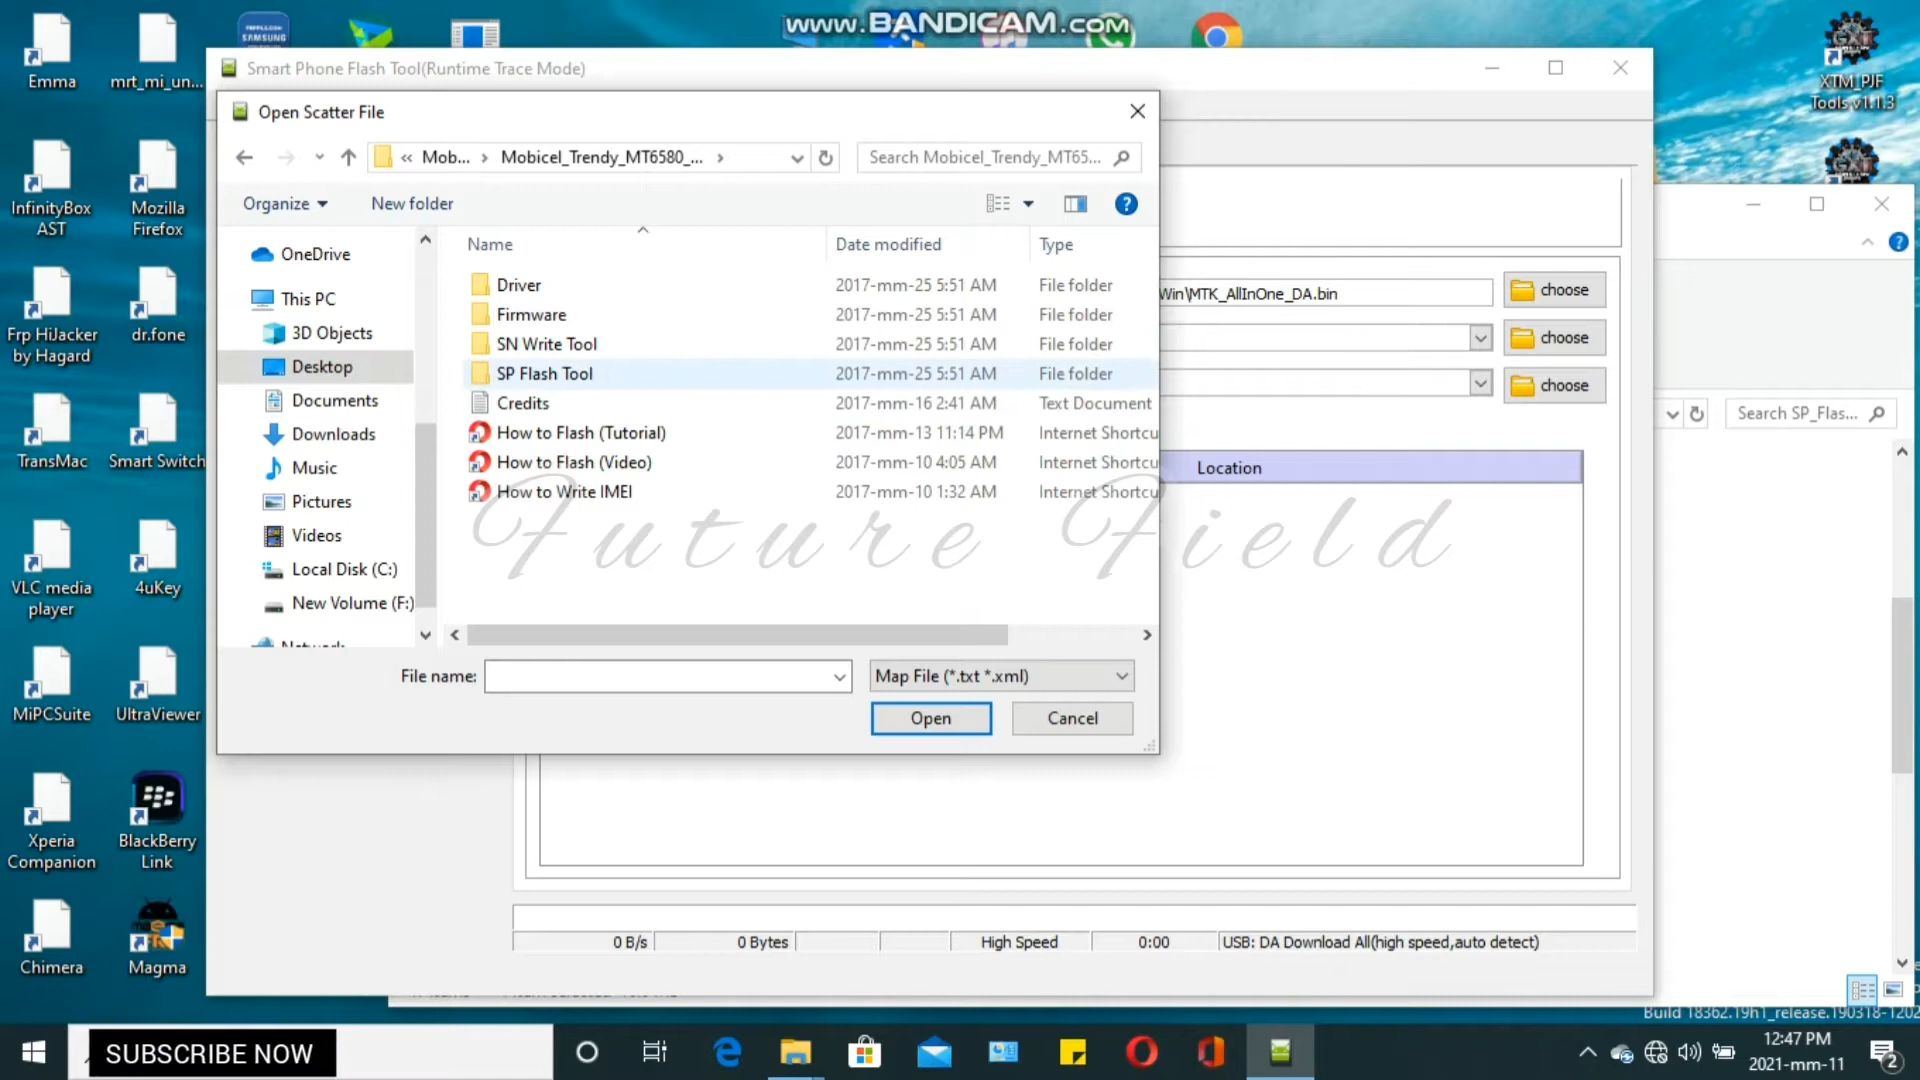 www.BANDICAM.com
SAMSUNG
Emma
mrt_mi_un...
XTM_PJF
Tools v1.1.3
InfinityBox
AST
Mozilla
Firefox
Frp HiJacker
by Hagard
dr.fone
TransMac
Smart Switch
VLC media
player
4uKey
MiPCSuite
UltraViewer
Xperia
Companion
BlackBerry
Link
Chimera
Magma
Smart Phone Flash Tool(Runtime Trace Mode)
Open Scatter File
« Mob... › Mobicel_Trendy_MT6580_... ›
Search Mobicel_Trendy_MT65...
Organize
New folder
OneDrive
This PC
3D Objects
Desktop
Documents
Downloads
Music
Pictures
Videos
Local Disk (C:)
New Volume (F:)
Name Date modified Type
Driver 2017-mm-25 5:51 AM File folder
Firmware 2017-mm-25 5:51 AM File folder
SN Write Tool 2017-mm-25 5:51 AM File folder
SP Flash Tool 2017-mm-25 5:51 AM File folder
Credits 2017-mm-16 2:41 AM Text Document
How to Flash (Tutorial) 2017-mm-13 11:14 PM Internet Shortcu
How to Flash (Video) 2017-mm-10 4:05 AM Internet Shortcu
How to Write IMEI 2017-mm-10 1:32 AM Internet Shortcu
Future Field
File name:
Map File (*.txt *.xml)
Open
Cancel
Win\MTK_AllInOne_DA.bin
choose
choose
choose
Location
Search SP_Flas...
0 B/s
0 Bytes
High Speed
0:00
USB: DA Download All(high speed,auto detect)
Build 18362.19h1_release.190318-1202
SUBSCRIBE NOW
12:47 PM
2021-mm-11
2